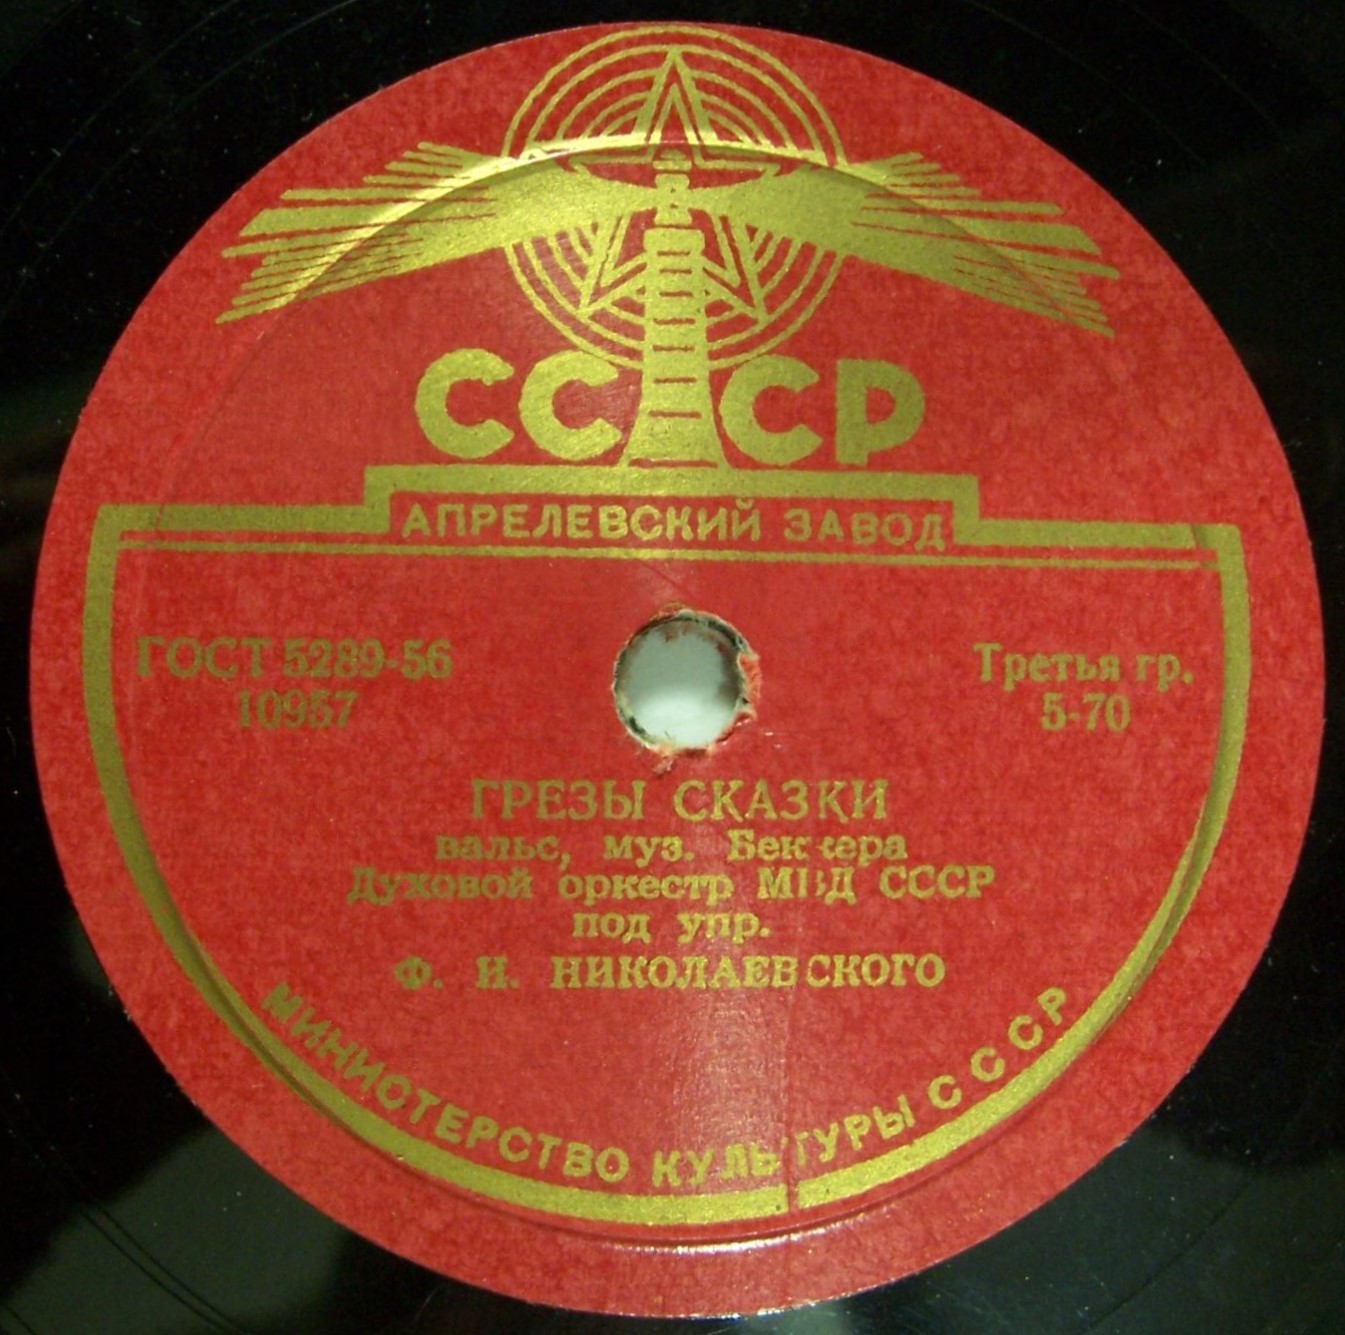 СССР
АПРЕЛЕВСКИЙ ЗАВОД
ГОСТ 5289-56
10957
Третья гр.
5-70
ГРЕЗЫ СКАЗКИ
вальс, муз. Беккера
Духовой оркестр МВД СССР
под упр.
Ф. И. НИКОЛАЕВСКОГО
МИНИСТЕРСТВО КУЛЬТУРЫ СССР